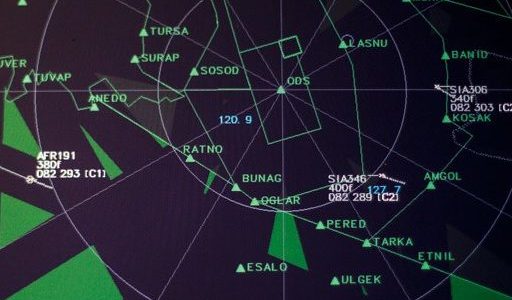 TURSA
LASNU
UVER
SURAP
BANID
SOSOD
TUVAP
ODS
SIA306
340f
082 303 [C2
ANEDO
120.9
KOSAK
RATNO
AFR191
380f
082 293 [C1]
BUNAG
SIA346
400f
082 289 [C2]
127.7
AMGOL
OGLAR
PERED
TARKA
ETNIL
ESALO
ULGEK